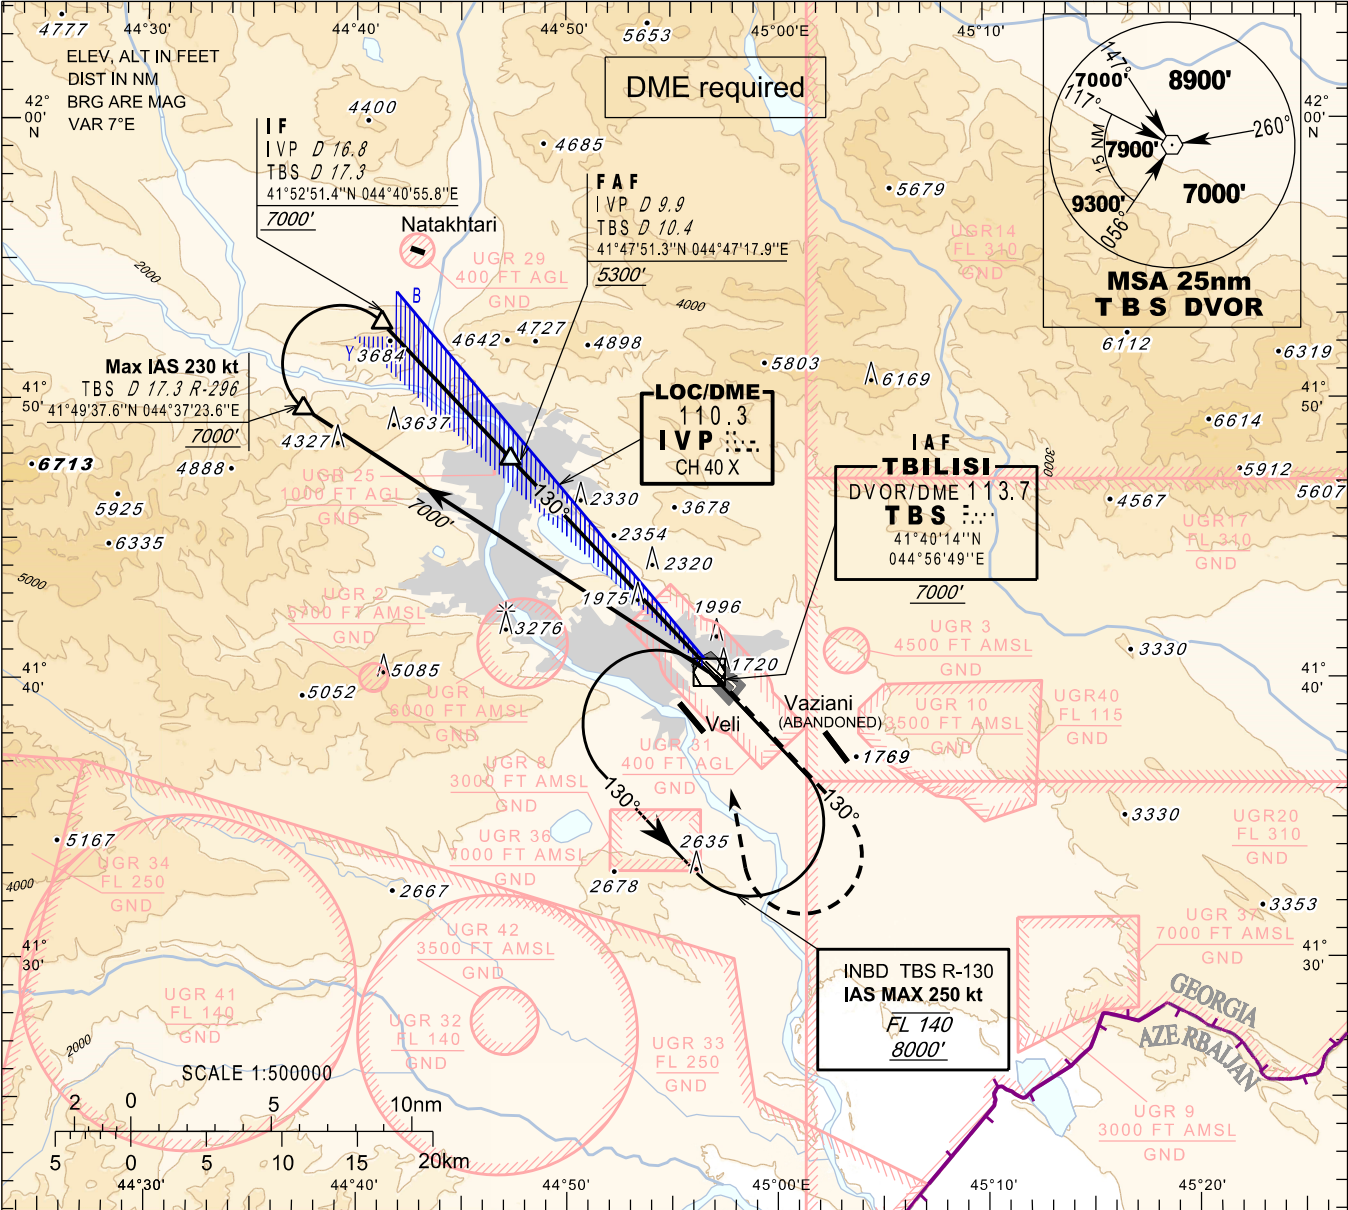 44°30'
44°40'
44°50'
45°00'E
45°10'
4777
5653
ELEV, ALT IN FEET
DIST IN NM
BRG ARE MAG
VAR 7°E
42°
00'
N
DME required
147°
7000'
117°
8900'
260°
15 NM
7900'
7000'
9300'
056°
MSA 25nm
TBS DVOR
42°
00'
N
4400
4685
5679
IF
IVP D 16.8
TBS D 17.3
41°52'51.4"N 044°40'55.8"E
7000'
FAF
IVP D 9.9
TBS D 10.4
41°47'51.3"N 044°47'17.9"E
5300'
Natakhtari
UGR 29
400 FT AGL
GND
UGR14
FL 310
GND
2000
B
4000
Y
3684
4642
4727
4898
5803
6169
6112
6319
Max IAS 230 kt
TBS D 17.3 R-296
41°49'37.6"N 044°37'23.6"E
7000'
41°
50'
41°
50'
LOC/DME
110.3
IVP
CH 40 X
3637
4327
4888
6713
5925
6335
6614
5912
5607
4567
3000
IAF
TBILISI
DVOR/DME 113.7
TBS
41°40'14"N
044°56'49"E
7000'
UGR 25
1000 FT AGL
GND
7000'
130°
2330
2354
3678
2320
UGR17
FL 310
GND
5000
UGR 2
5700 FT AMSL
GND
1975
1996
3276
1720
UGR 3
4500 FT AMSL
GND
3330
41°
40'
41°
40'
5085
5052
UGR 1
6000 FT AMSL
GND
Veli
Vaziani
(ABANDONED)
UGR 10
3500 FT AMSL
GND
UGR40
FL 115
GND
1769
UGR 31
400 FT AGL
GND
UGR 8
3000 FT AMSL
GND
130°
130°
3330
UGR20
FL 310
GND
5167
UGR 34
FL 250
GND
4000
UGR 36
7000 FT AMSL
GND
2635
2678
2667
3353
UGR 37
7000 FT AMSL
GND
41°
30'
41°
30'
UGR 42
3500 FT AMSL
GND
INBD TBS R-130
IAS MAX 250 kt
FL 140
8000'
UGR 41
FL 140
GND
UGR 32
FL 140
GND
UGR 33
FL 250
GND
GEORGIA
AZERBAIJAN
2000
SCALE 1:500000
2 0 5 10nm
5 0 5 10 15 20km
UGR 9
3000 FT AMSL
GND
44°30'
44°50'
45°00'E
45°10'
45°20'